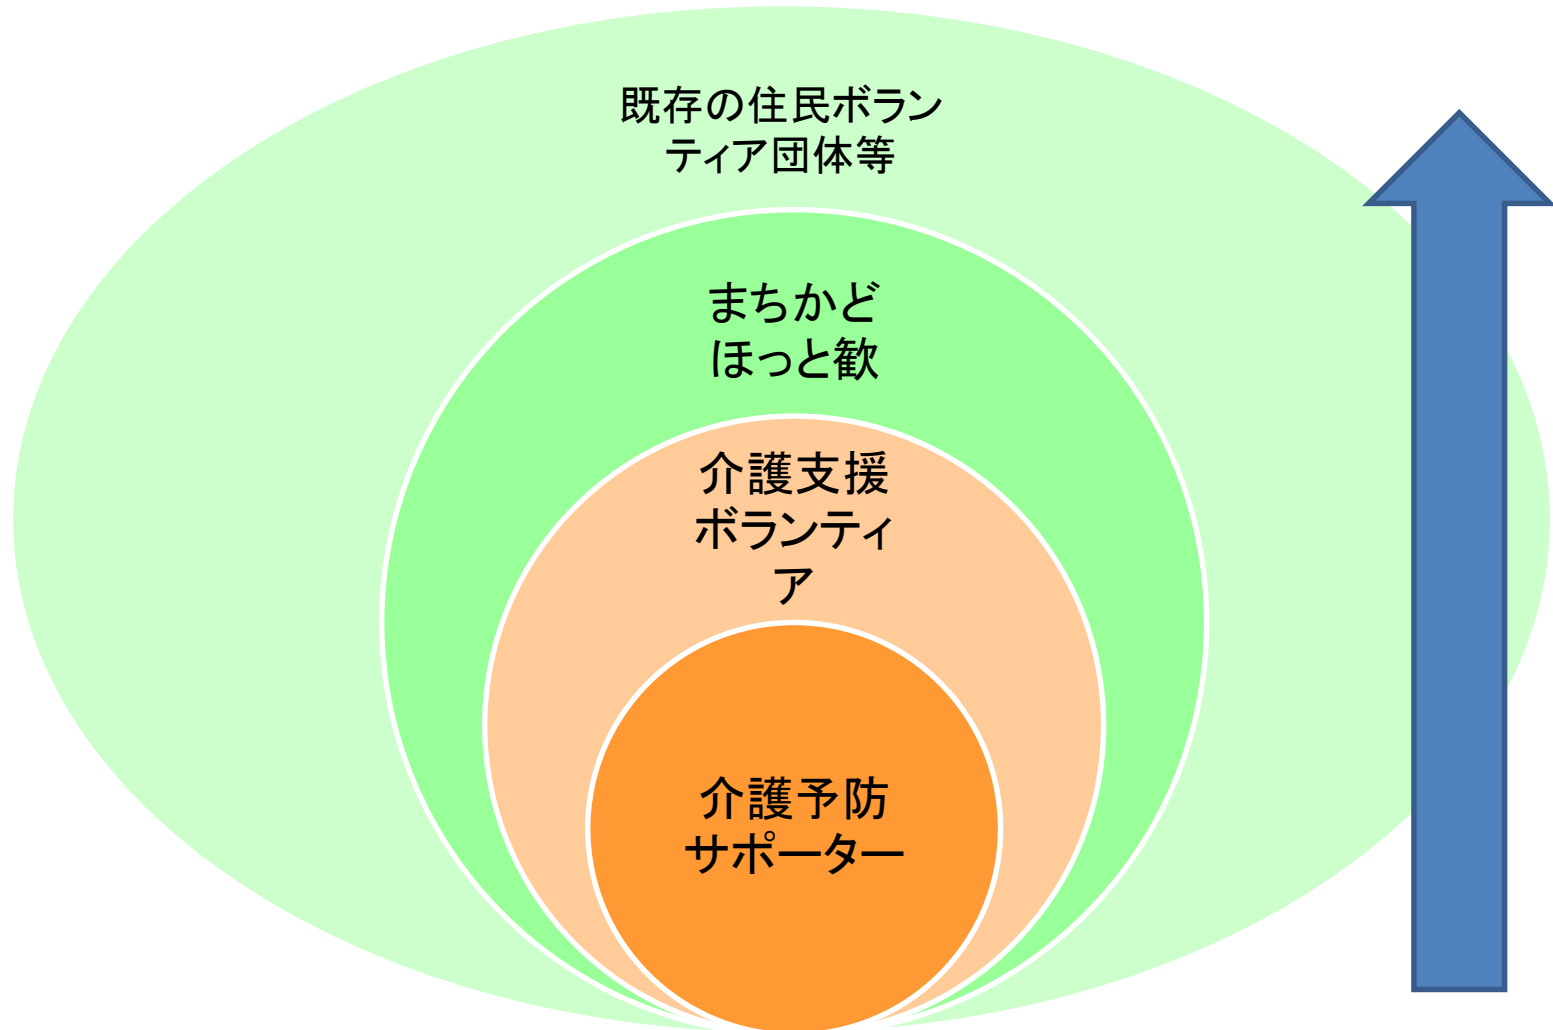 既存の住民ボラン
ティア団体等
まちかど
ほっと歓
介護支援
ボランティ
ア
介護予防
サポーター